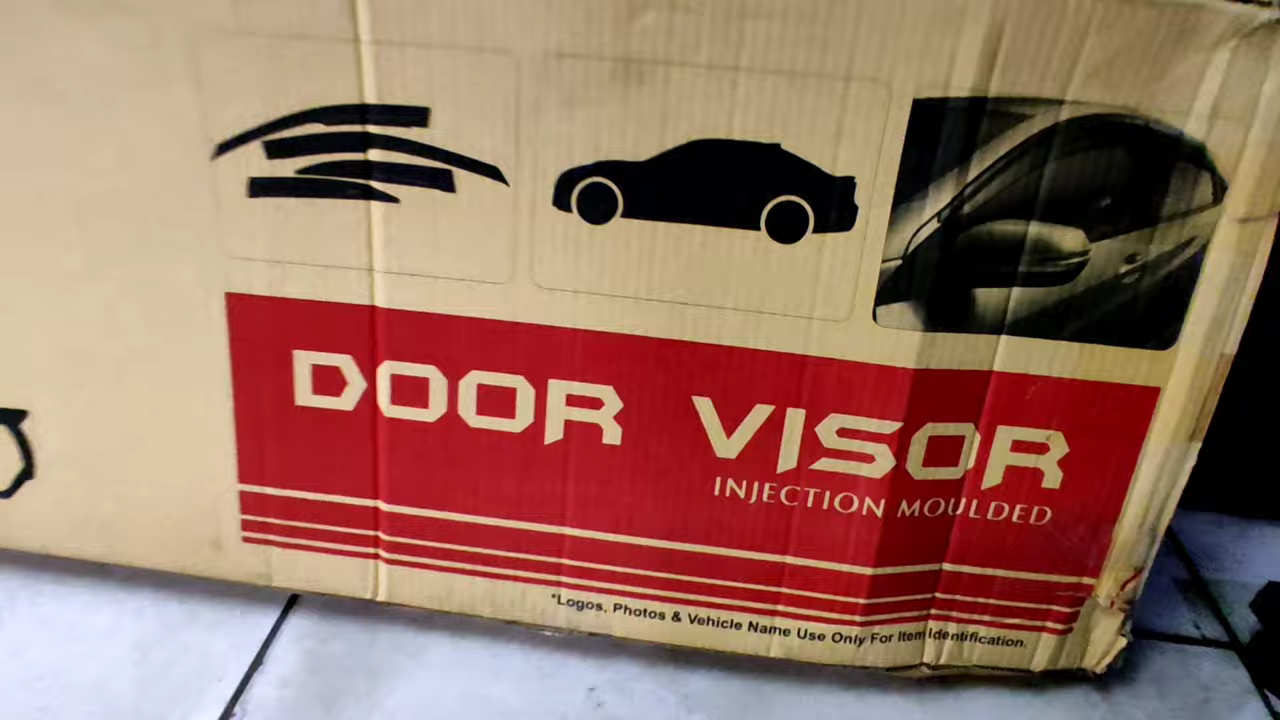 DOOR VISOR
INJECTION MOULDED
*Logos, Photos & Vehicle Name Use Only For Item Identification.